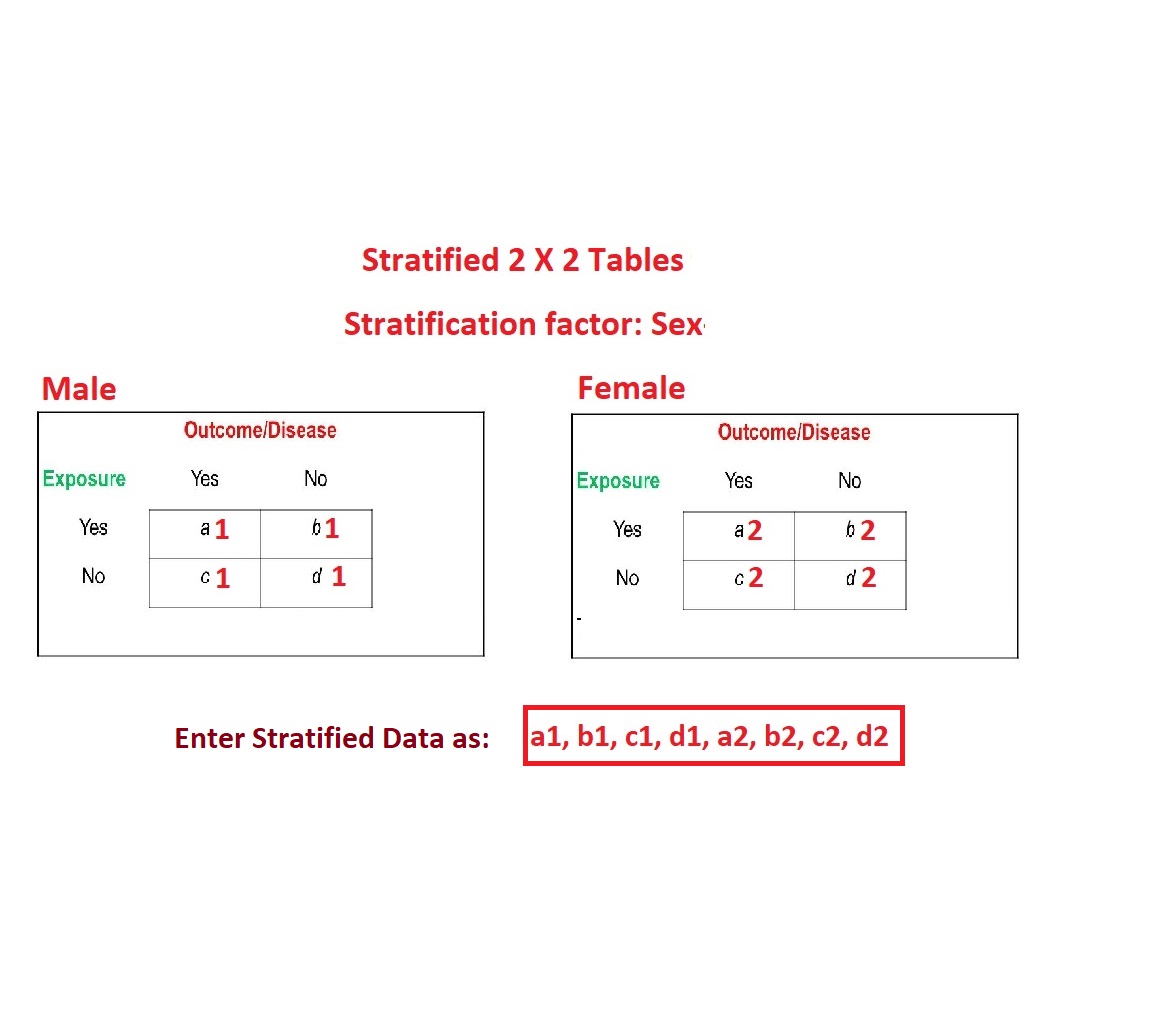 Stratified 2 X 2 Tables
Stratification factor: Sex
Male
Outcome/Disease
Exposure Yes No
Yes a 1 b 1
No c 1 d 1
Female
Outcome/Disease
Exposure Yes No
Yes a 2 b 2
No c 2 d 2
-
Enter Stratified Data as: a1, b1, c1, d1, a2, b2, c2, d2